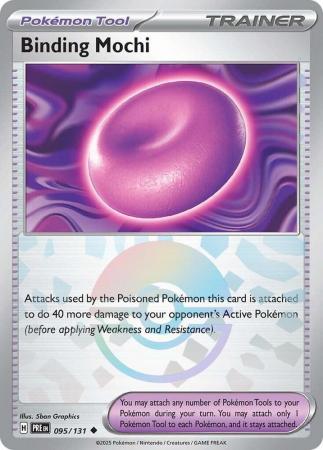 Pokémon Tool
TRAINER
Binding Mochi
Attacks used by the Poisoned Pokémon this card is attached
to do 40 more damage to your opponent's Active Pokémon
(before applying Weakness and Resistance).
Illus. 5ban Graphics
H PRE EN 095/131 ◆
You may attach any number of Pokémon Tools to your
Pokémon during your turn. You may attach only 1
Pokémon Tool to each Pokémon, and it stays attached.
©2025 Pokémon / Nintendo / Creatures / GAME FREAK